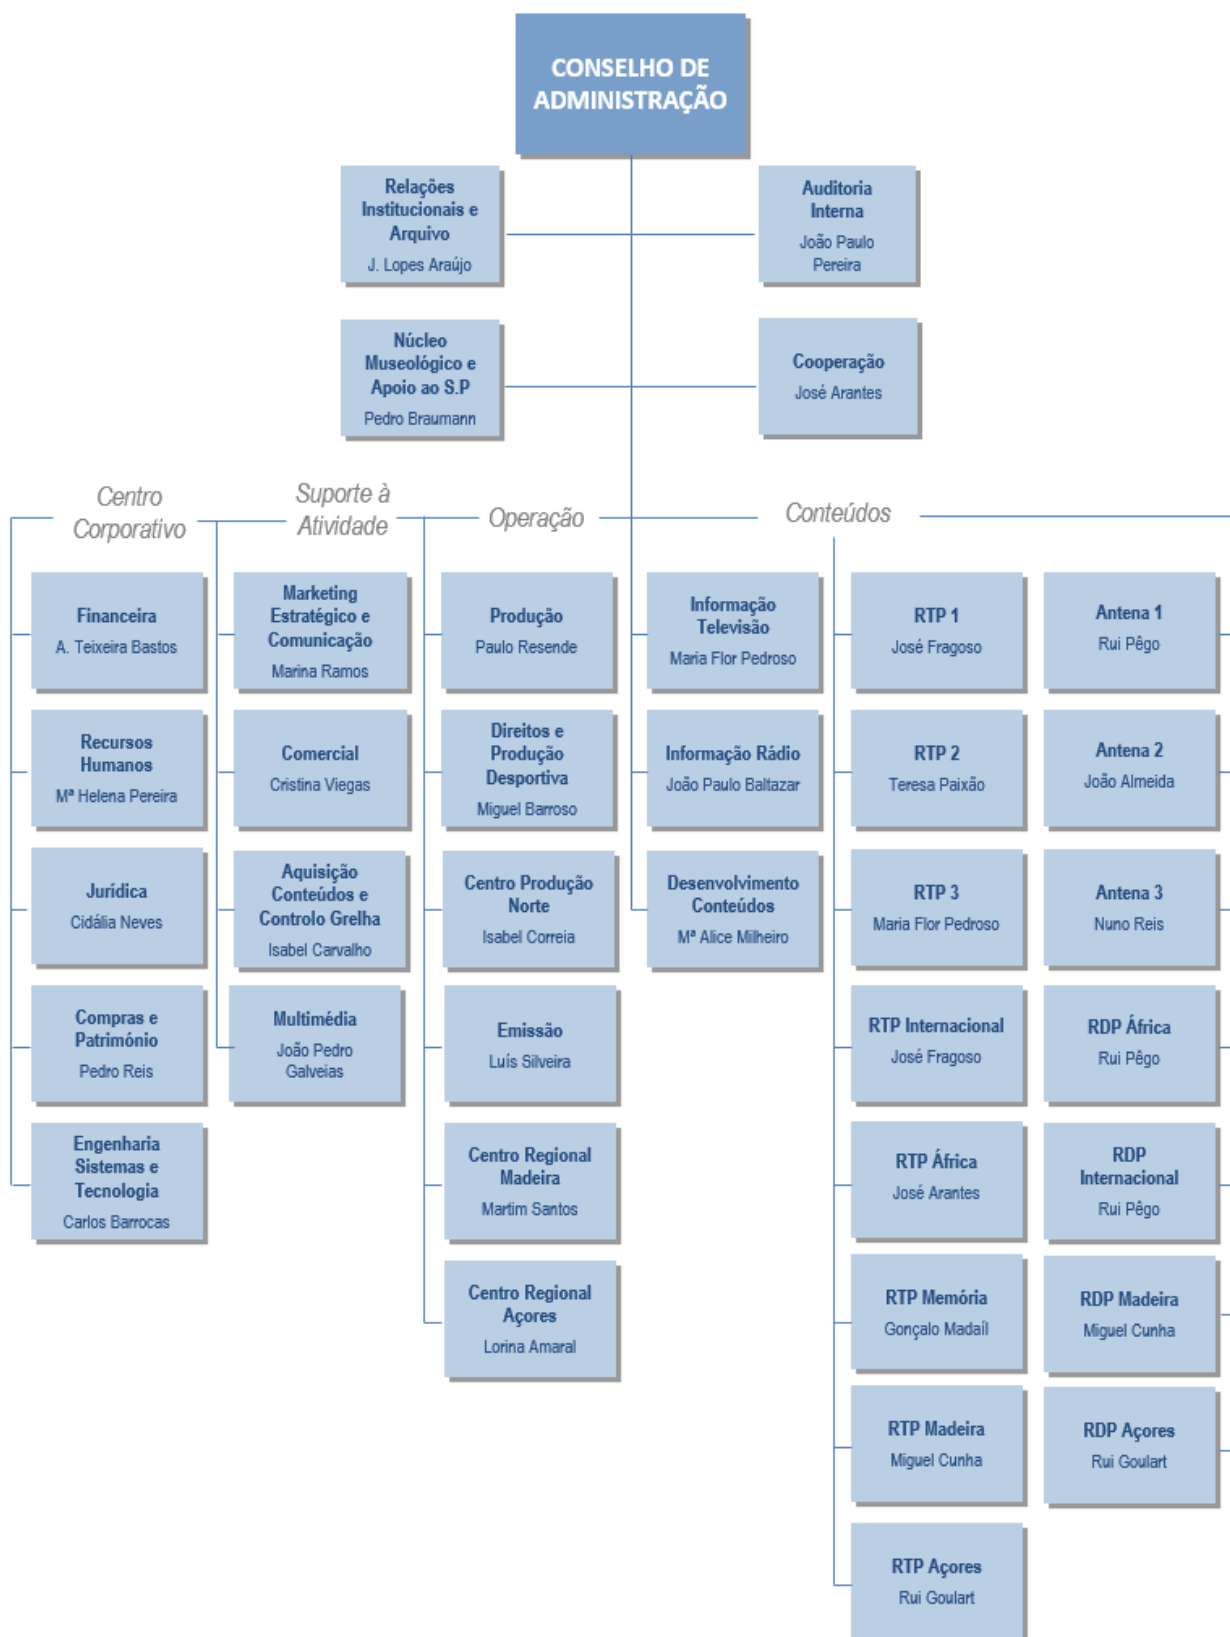 CONSELHO DE
ADMINISTRAÇÃO
Relações
Institucionais e
Arquivo
J. Lopes Araújo
Auditoria
Interna
João Paulo
Pereira
Núcleo
Museológico e
Apoio ao S.P
Pedro Braumann
Cooperação
José Arantes
Centro
Corporativo
Suporte à
Atividade
Operação
Conteúdos
Financeira
A. Teixeira Bastos
Recursos
Humanos
Mª Helena Pereira
Jurídica
Cidália Neves
Compras e
Património
Pedro Reis
Engenharia
Sistemas e
Tecnologia
Carlos Barrocas
Marketing
Estratégico e
Comunicação
Marina Ramos
Comercial
Cristina Viegas
Aquisição
Conteúdos e
Controlo Grelha
Isabel Carvalho
Multimédia
João Pedro
Galveias
Produção
Paulo Resende
Direitos e
Produção
Desportiva
Miguel Barroso
Centro Produção
Norte
Isabel Correia
Emissão
Luís Silveira
Centro Regional
Madeira
Martim Santos
Centro Regional
Açores
Lorina Amaral
Informação
Televisão
Maria Flor Pedroso
Informação Rádio
João Paulo Baltazar
Desenvolvimento
Conteúdos
Mª Alice Milheiro
RTP 1
José Fragoso
RTP 2
Teresa Paixão
RTP 3
Maria Flor Pedroso
RTP Internacional
José Fragoso
RTP África
José Arantes
RTP Memória
Gonçalo Madaíl
RTP Madeira
Miguel Cunha
RTP Açores
Rui Goulart
Antena 1
Rui Pêgo
Antena 2
João Almeida
Antena 3
Nuno Reis
RDP África
Rui Pêgo
RDP
Internacional
Rui Pêgo
RDP Madeira
Miguel Cunha
RDP Açores
Rui Goulart